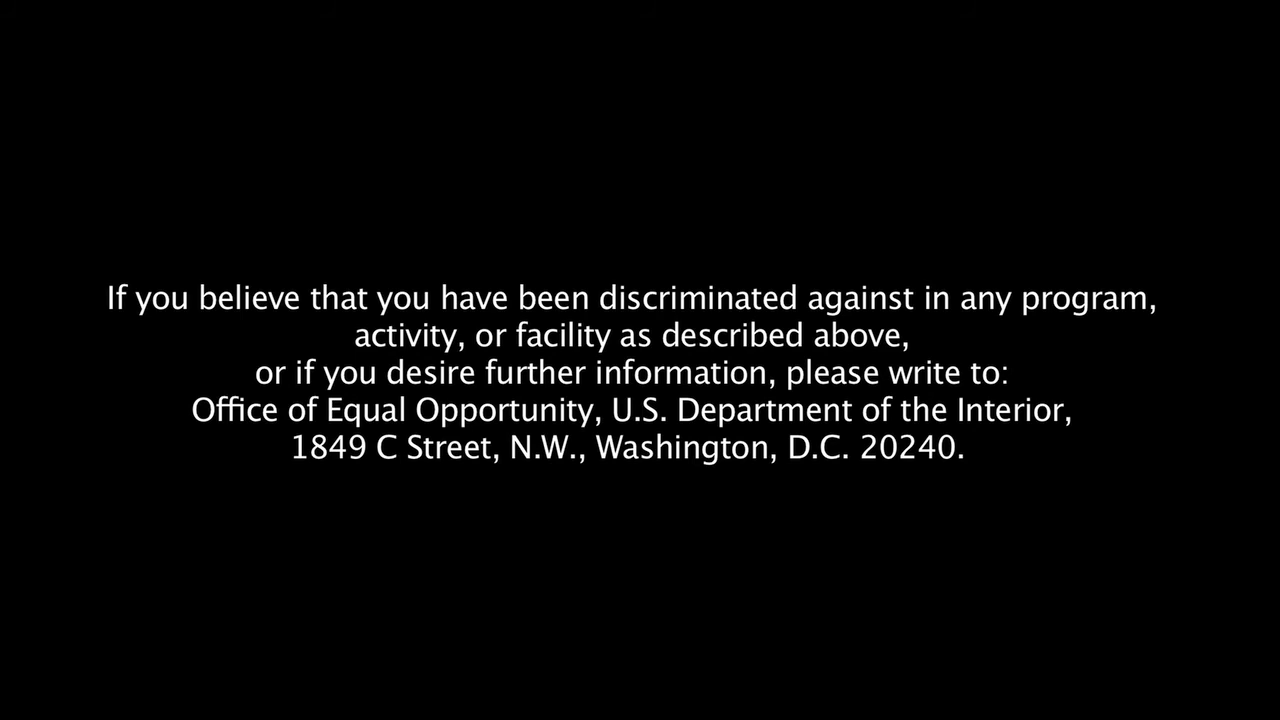 If you believe that you have been discriminated against in any program,
activity, or facility as described above,
or if you desire further information, please write to:
Office of Equal Opportunity, U.S. Department of the Interior,
1849 C Street, N.W., Washington, D.C. 20240.